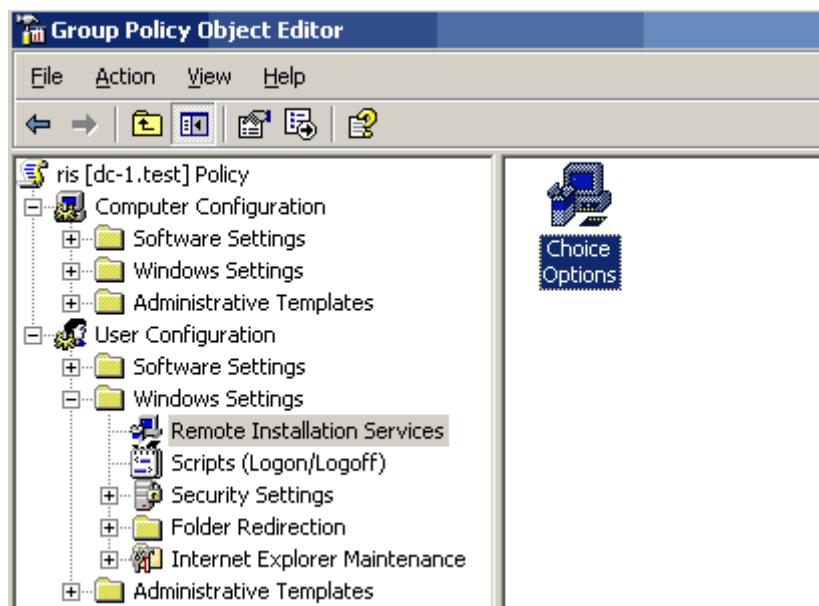 Group Policy Object Editor
File Action View Help
ris [dc-1.test] Policy
Computer Configuration
Software Settings
Windows Settings
Administrative Templates
User Configuration
Software Settings
Windows Settings
Remote Installation Services
Scripts (Logon/Logoff)
Security Settings
Folder Redirection
Internet Explorer Maintenance
Administrative Templates
Choice
Options